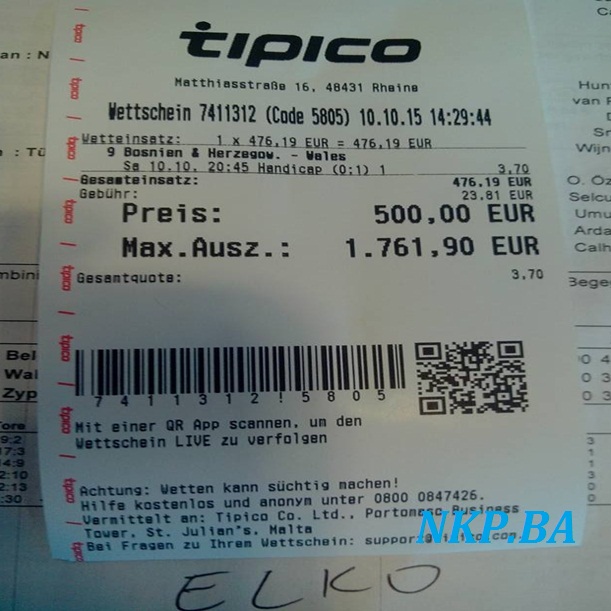 tipico
Matthiasstraße 16, 48431 Rheine
Wettschein 7411312 (Code 5805) 10.10.15 14:29:44
Wetteinsatz: 1 x 476,19 EUR = 476,19 EUR
9 Bosnien & Herzegow. - Wales
Sa 10.10. 20:45 Handicap (0:1) 1 3,70
Gesamteinsatz: 476,19 EUR
Gebühr: 23,81 EUR
Preis: 500,00 EUR
Max.Ausz.: 1.761,90 EUR
Gesamtquote: 3,70
7411312!5805
Mit einer QR App scannen, um den
Wettschein LIVE zu verfolgen
Achtung: Wetten kann süchtig machen!
Hilfe kostenlos und anonym unter 0800 0847426.
Vermittelt an: Tipico Co. Ltd., Portomaso Business
Tower, St. Julian's, Malta
Bei Fragen zu Ihrem Wettschein: support@tipico.com
NKP.BA
ELKO